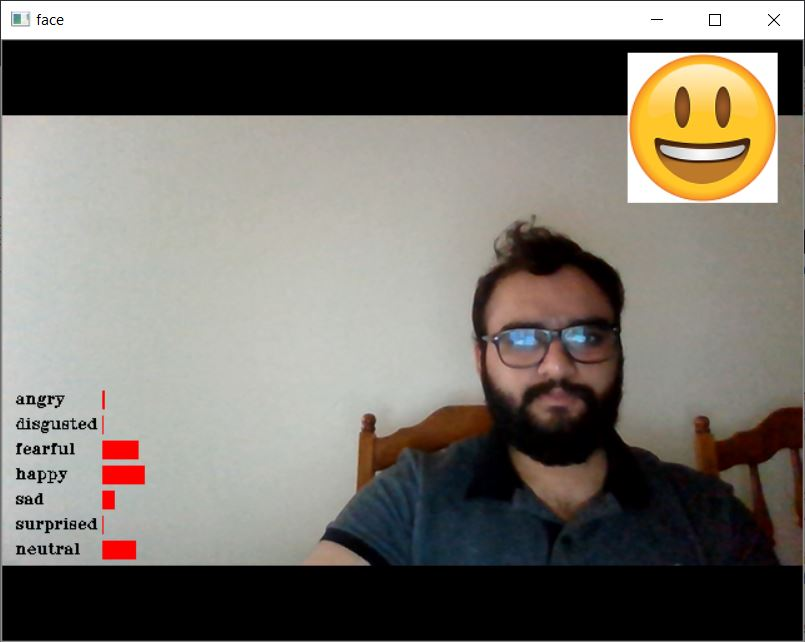 face
angry
disgusted
fearful
happy
sad
surprised
neutral